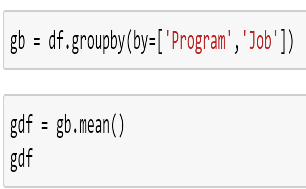 gb = df.groupby(by=['Program','Job'])
gdf = gb.mean()
gdf